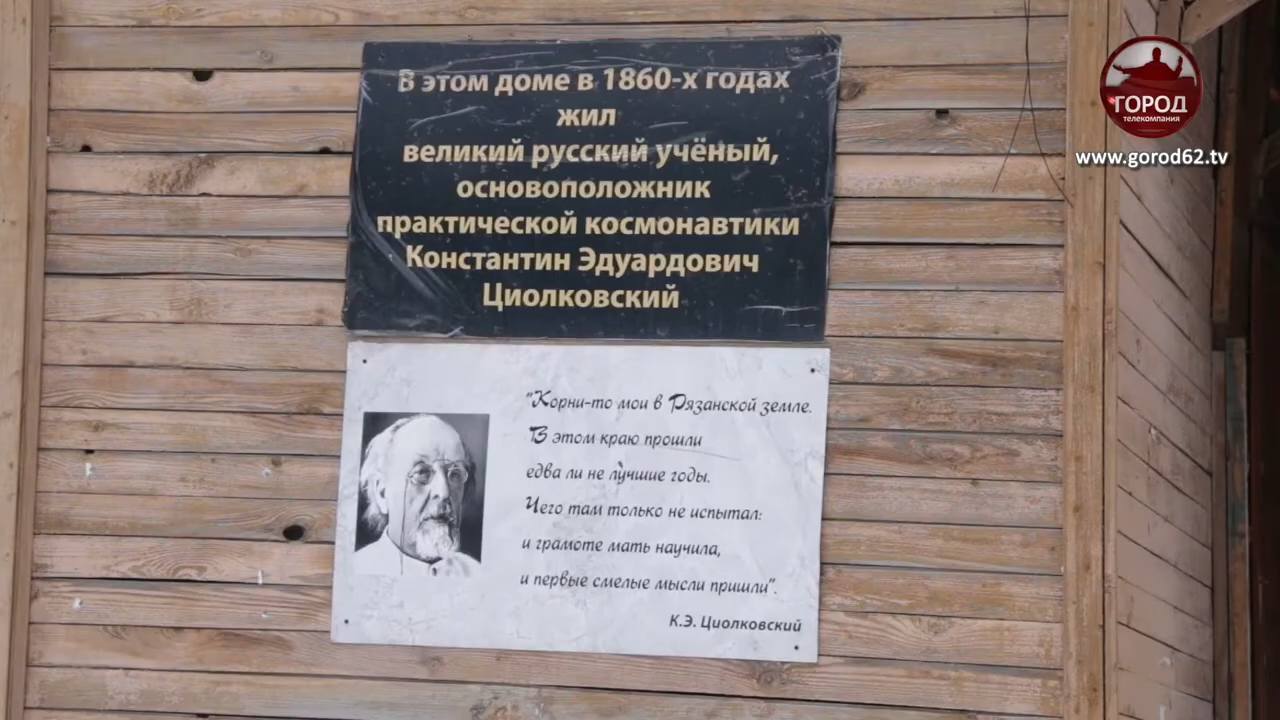 В этом доме в 1860-х годах
жил
великий русский учёный,
основоположник
практической космонавтики
Константин Эдуардович
Циолковский
"Корни-то мои в Рязанской земле.
В этом краю прошли
едва ли не лучшие годы.
Чего там только не испытал:
и грамоте мать научила,
и первые смелые мысли пришли".
К.Э. Циолковский
ГОРОД
телекомпания
www.gorod62.tv